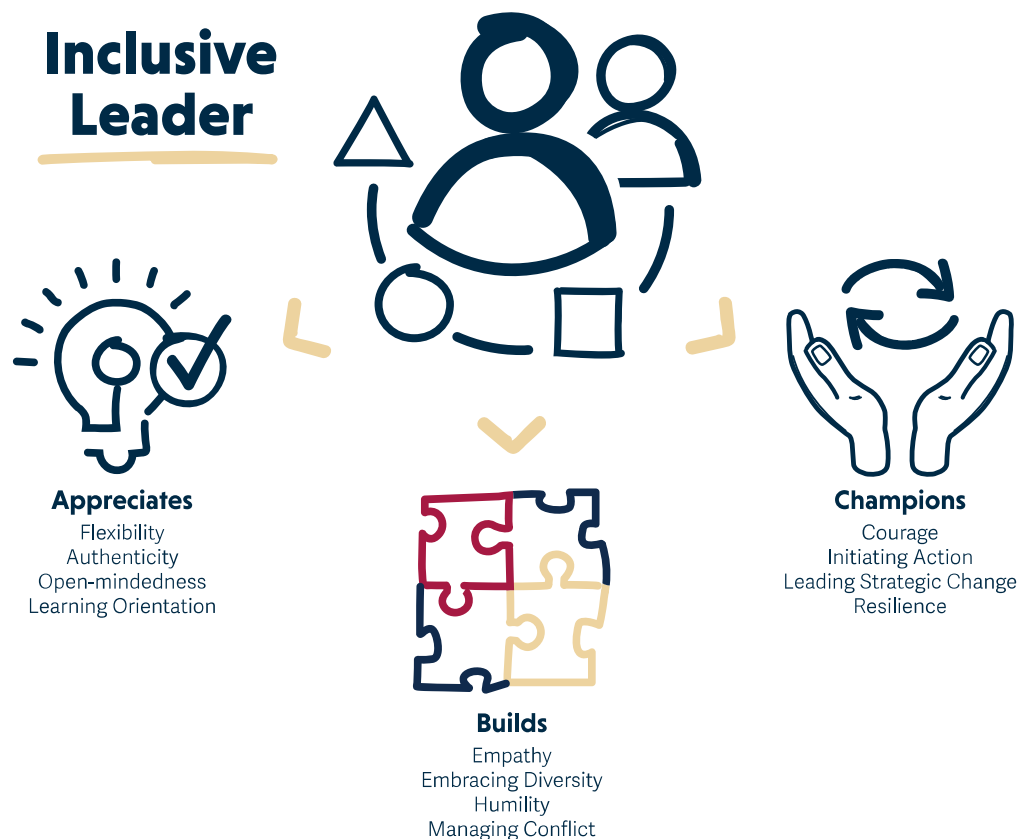 Inclusive
Leader
Appreciates
Flexibility
Authenticity
Open-mindedness
Learning Orientation
Champions
Courage
Initiating Action
Leading Strategic Change
Resilience
Builds
Empathy
Embracing Diversity
Humility
Managing Conflict